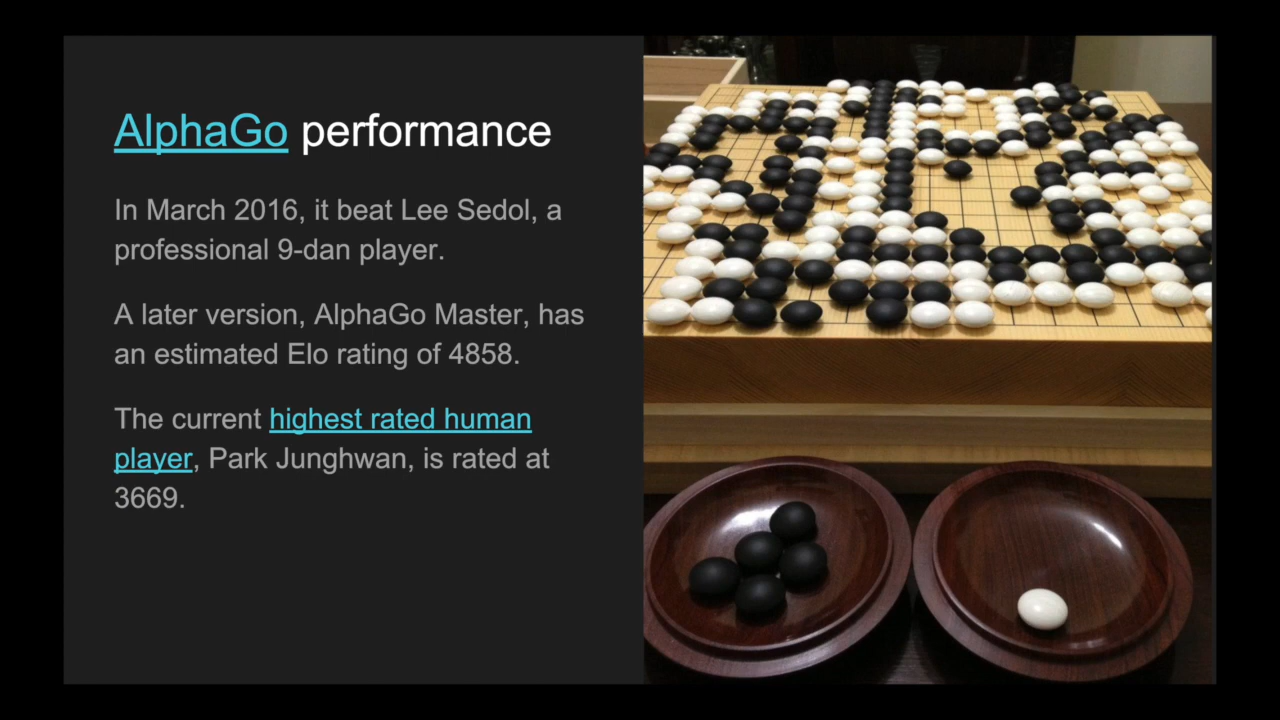 AlphaGo performance
In March 2016, it beat Lee Sedol, a
professional 9-dan player.
A later version, AlphaGo Master, has
an estimated Elo rating of 4858.
The current highest rated human
player, Park Junghwan, is rated at
3669.